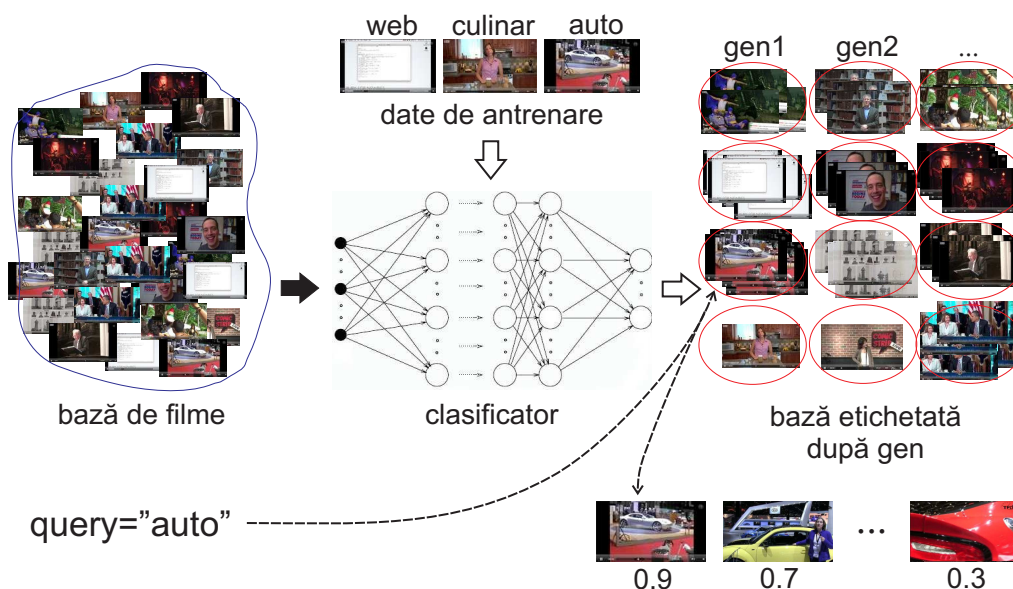 web culinar auto
date de antrenare
gen1 gen2 ...
bază de filme
clasificator
bază etichetată
după gen
query=”auto”
...
0.9 0.7 0.3